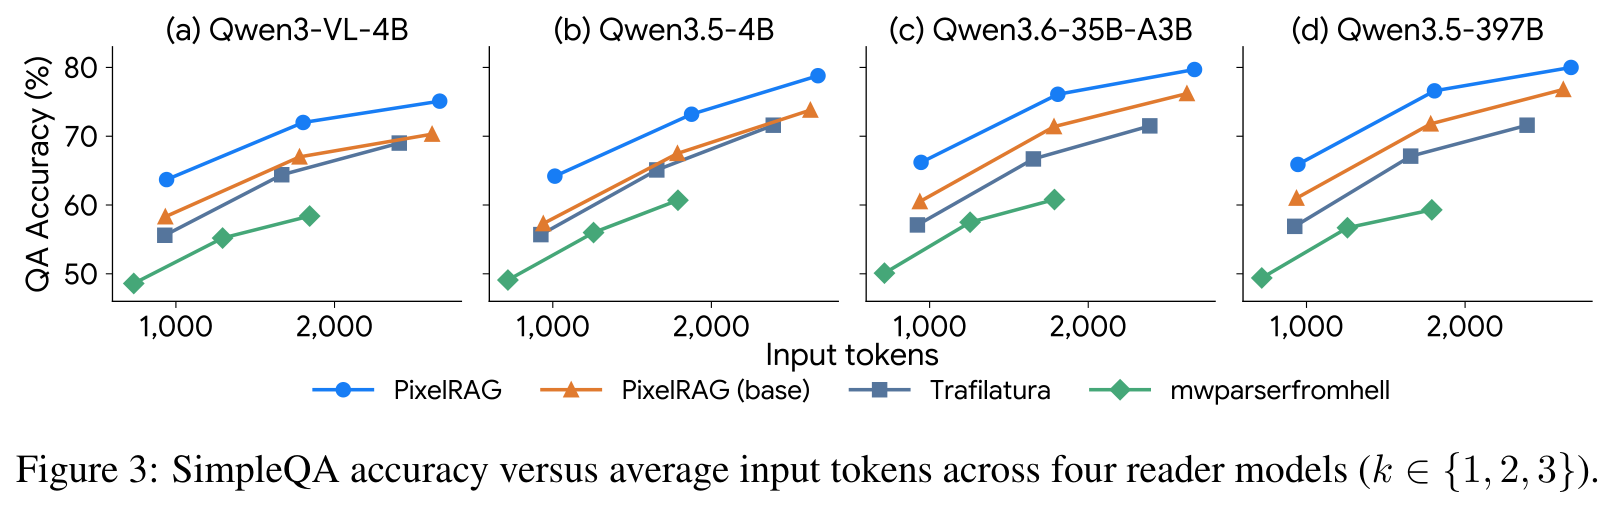 (a) Qwen3-VL-4B
(b) Qwen3.5-4B
(c) Qwen3.6-35B-A3B
(d) Qwen3.5-397B
QA Accuracy (%)
80
70
60
50
1,000
2,000
1,000
2,000
1,000
2,000
1,000
2,000
Input tokens
PixelRAG
PixelRAG (base)
Trafilatura
mwparserfromhell
Figure 3: SimpleQA accuracy versus average input tokens across four reader models (k ∈ {1, 2, 3}).